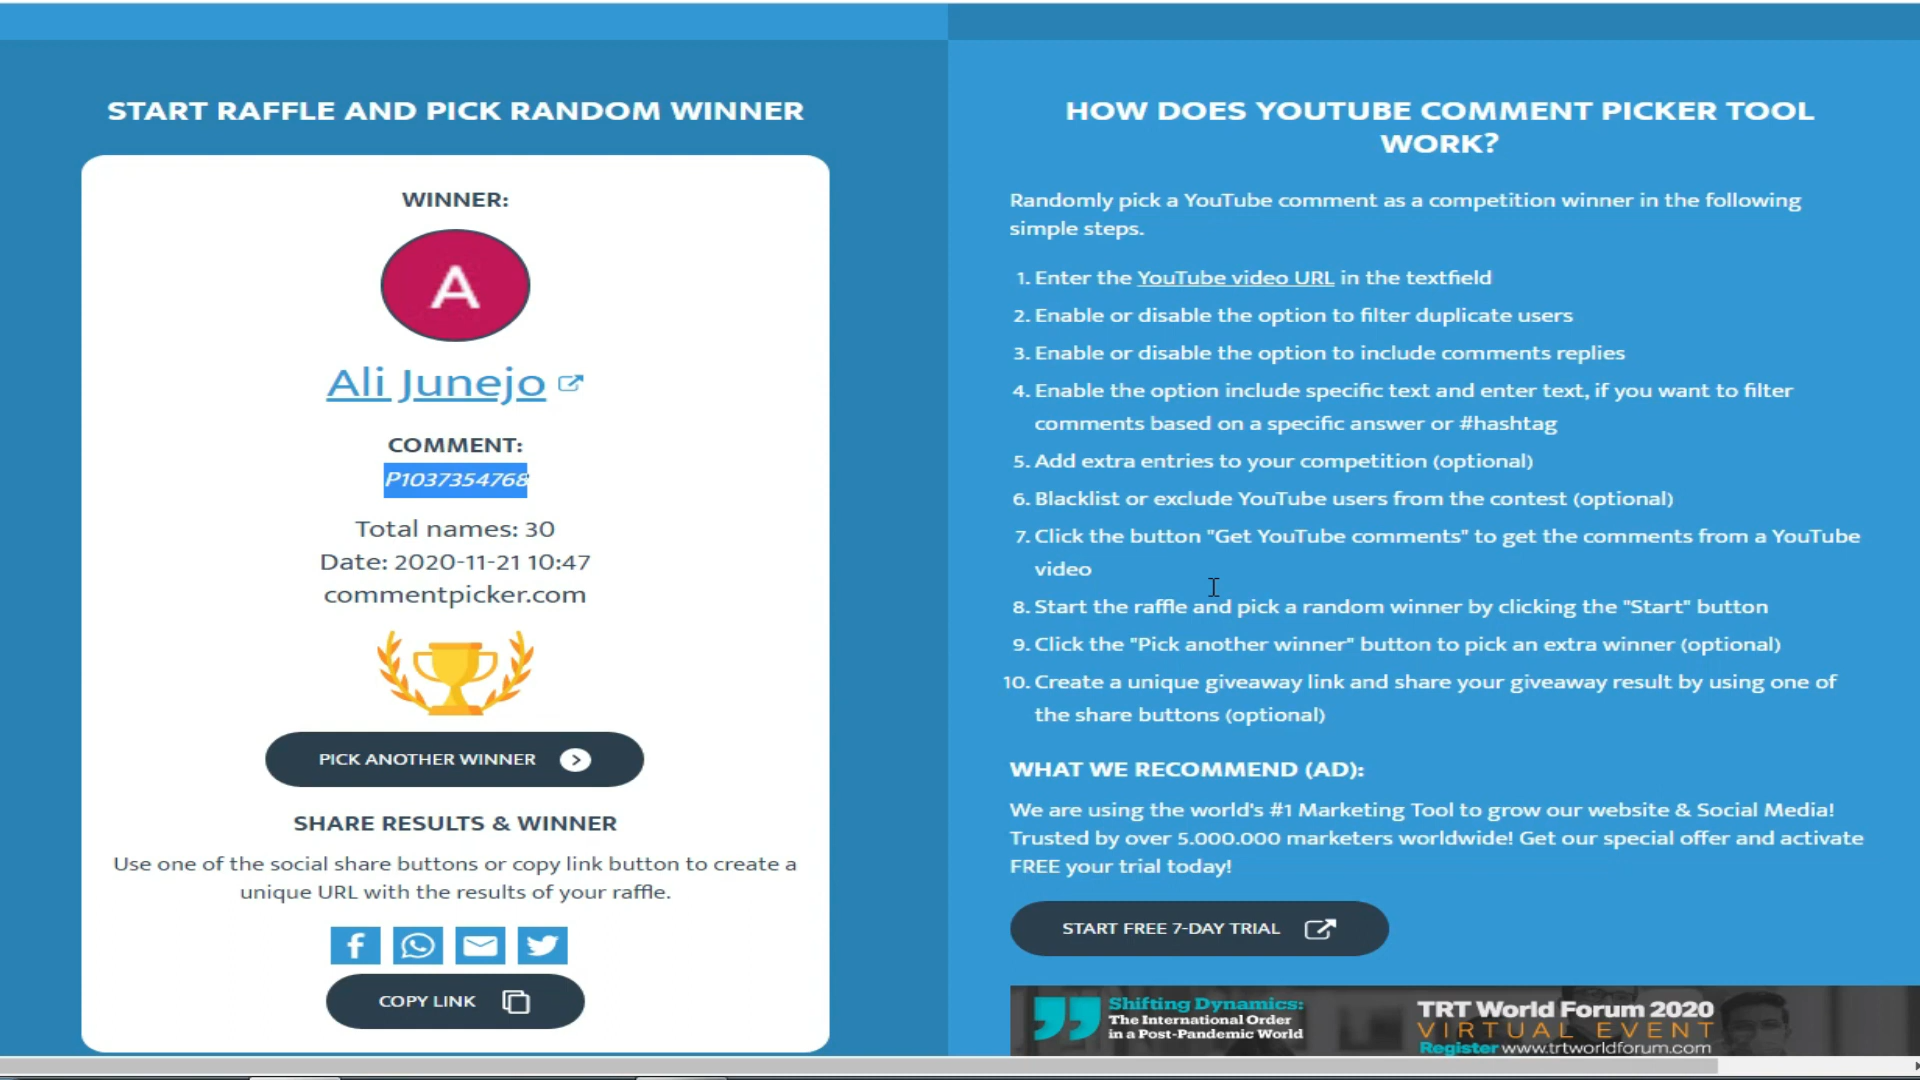 START RAFFLE AND PICK RANDOM WINNER
WINNER:
A
Ali Junejo
COMMENT:
P1037354768
Total names: 30
Date: 2020-11-21 10:47
commentpicker.com
PICK ANOTHER WINNER
SHARE RESULTS & WINNER
Use one of the social share buttons or copy link button to create a
unique URL with the results of your raffle.
COPY LINK
HOW DOES YOUTUBE COMMENT PICKER TOOL
WORK?
Randomly pick a YouTube comment as a competition winner in the following
simple steps.
1. Enter the YouTube video URL in the textfield
2. Enable or disable the option to filter duplicate users
3. Enable or disable the option to include comments replies
4. Enable the option include specific text and enter text, if you want to filter
comments based on a specific answer or #hashtag
5. Add extra entries to your competition (optional)
6. Blacklist or exclude YouTube users from the contest (optional)
7. Click the button "Get YouTube comments" to get the comments from a YouTube
video
8. Start the raffle and pick a random winner by clicking the "Start" button
9. Click the "Pick another winner" button to pick an extra winner (optional)
10. Create a unique giveaway link and share your giveaway result by using one of
the share buttons (optional)
WHAT WE RECOMMEND (AD):
We are using the world's #1 Marketing Tool to grow our website & Social Media!
Trusted by over 5.000.000 marketers worldwide! Get our special offer and activate
FREE your trial today!
START FREE 7-DAY TRIAL
Shifting Dynamics:
The International Order
in a Post-Pandemic World
TRT World Forum 2020
VIRTUAL EVENT
Register www.trtworldforum.com